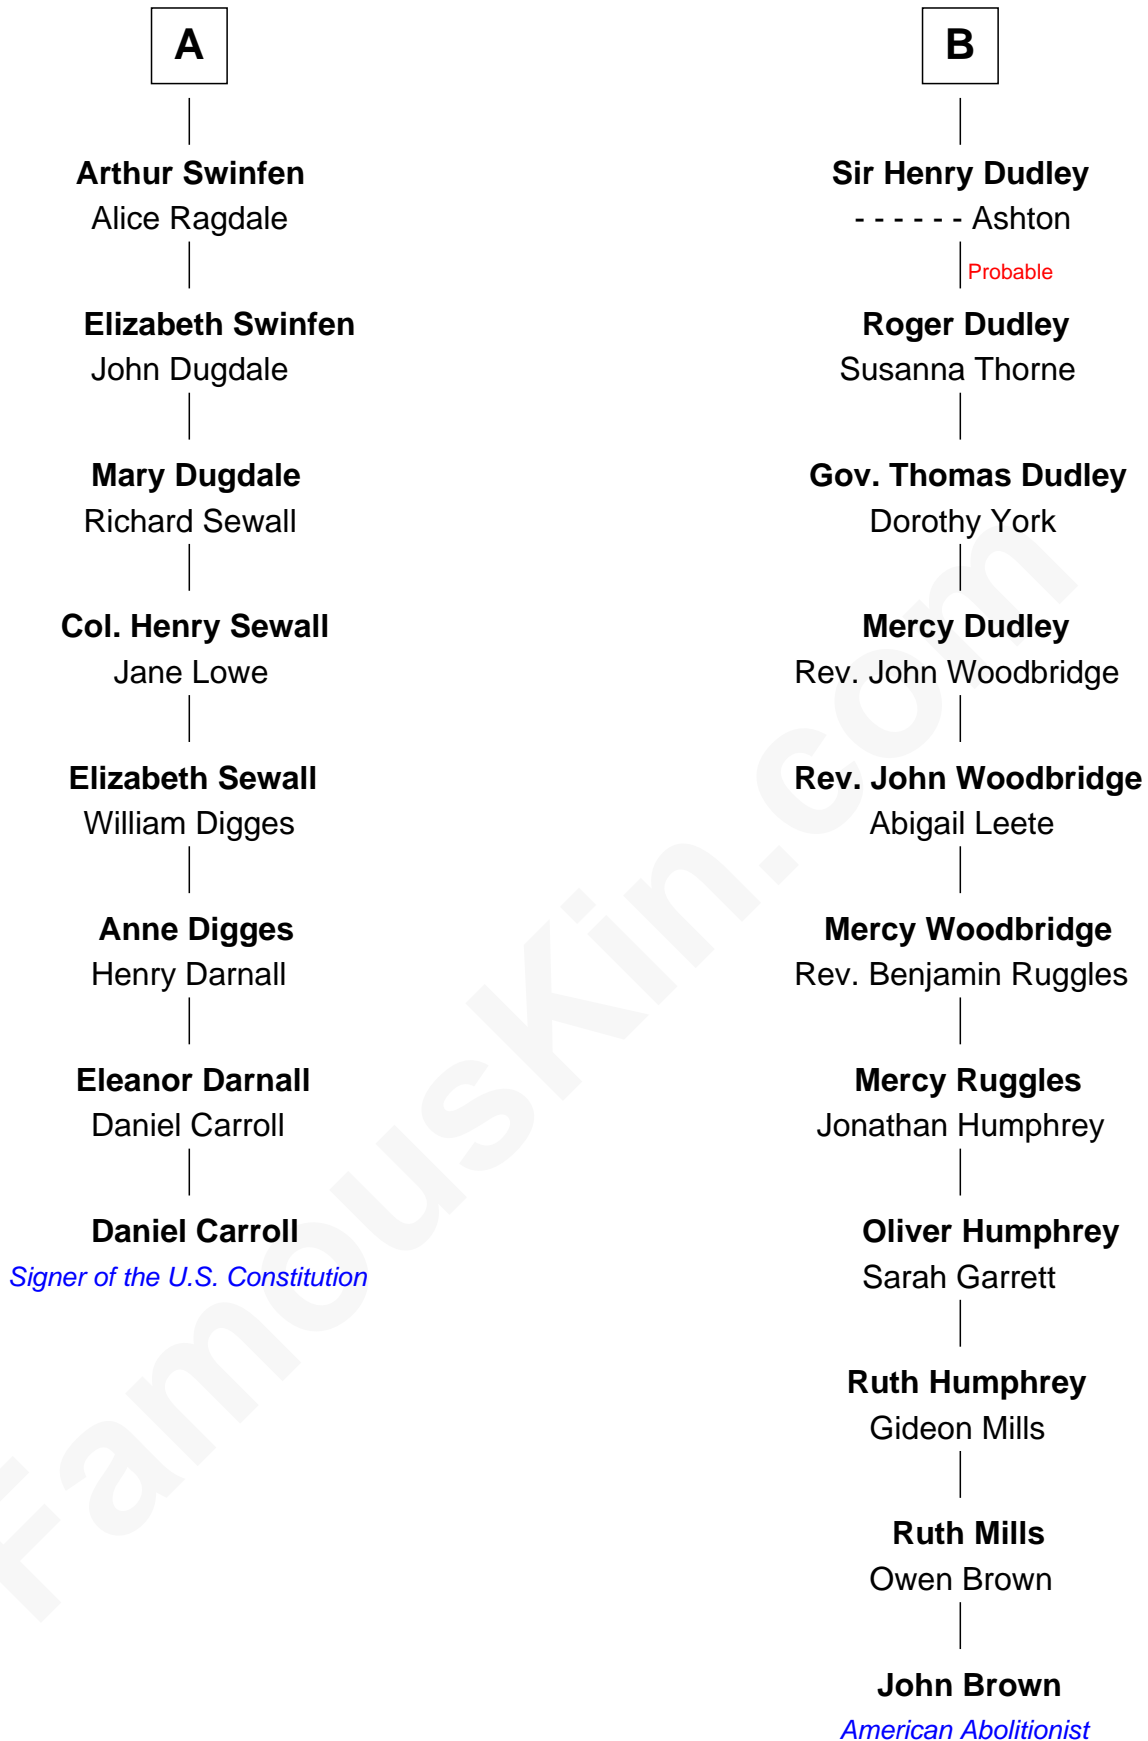 A
Arthur Swinfen
Alice Ragdale
Elizabeth Swinfen
John Dugdale
Mary Dugdale
Richard Sewall
Col. Henry Sewall
Jane Lowe
Elizabeth Sewall
William Digges
Anne Digges
Henry Darnall
Eleanor Darnall
Daniel Carroll
Daniel Carroll
Signer of the U.S. Constitution
B
Sir Henry Dudley
- - - - - - Ashton
Probable
Roger Dudley
Susanna Thorne
Gov. Thomas Dudley
Dorothy York
Mercy Dudley
Rev. John Woodbridge
Rev. John Woodbridge
Abigail Leete
Mercy Woodbridge
Rev. Benjamin Ruggles
Mercy Ruggles
Jonathan Humphrey
Oliver Humphrey
Sarah Garrett
Ruth Humphrey
Gideon Mills
Ruth Mills
Owen Brown
John Brown
American Abolitionist
FamousKin.com